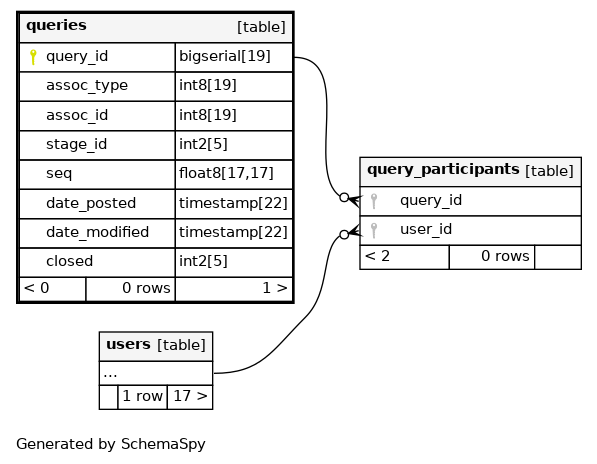 queries [table]
query_id bigserial[19]
assoc_type int8[19]
assoc_id int8[19]
stage_id int2[5]
seq float8[17,17]
date_posted timestamp[22]
date_modified timestamp[22]
closed int2[5]
< 0 0 rows 1 >
query_participants [table]
query_id
user_id
< 2 0 rows
users [table]
...
1 row 17 >
Generated by SchemaSpy